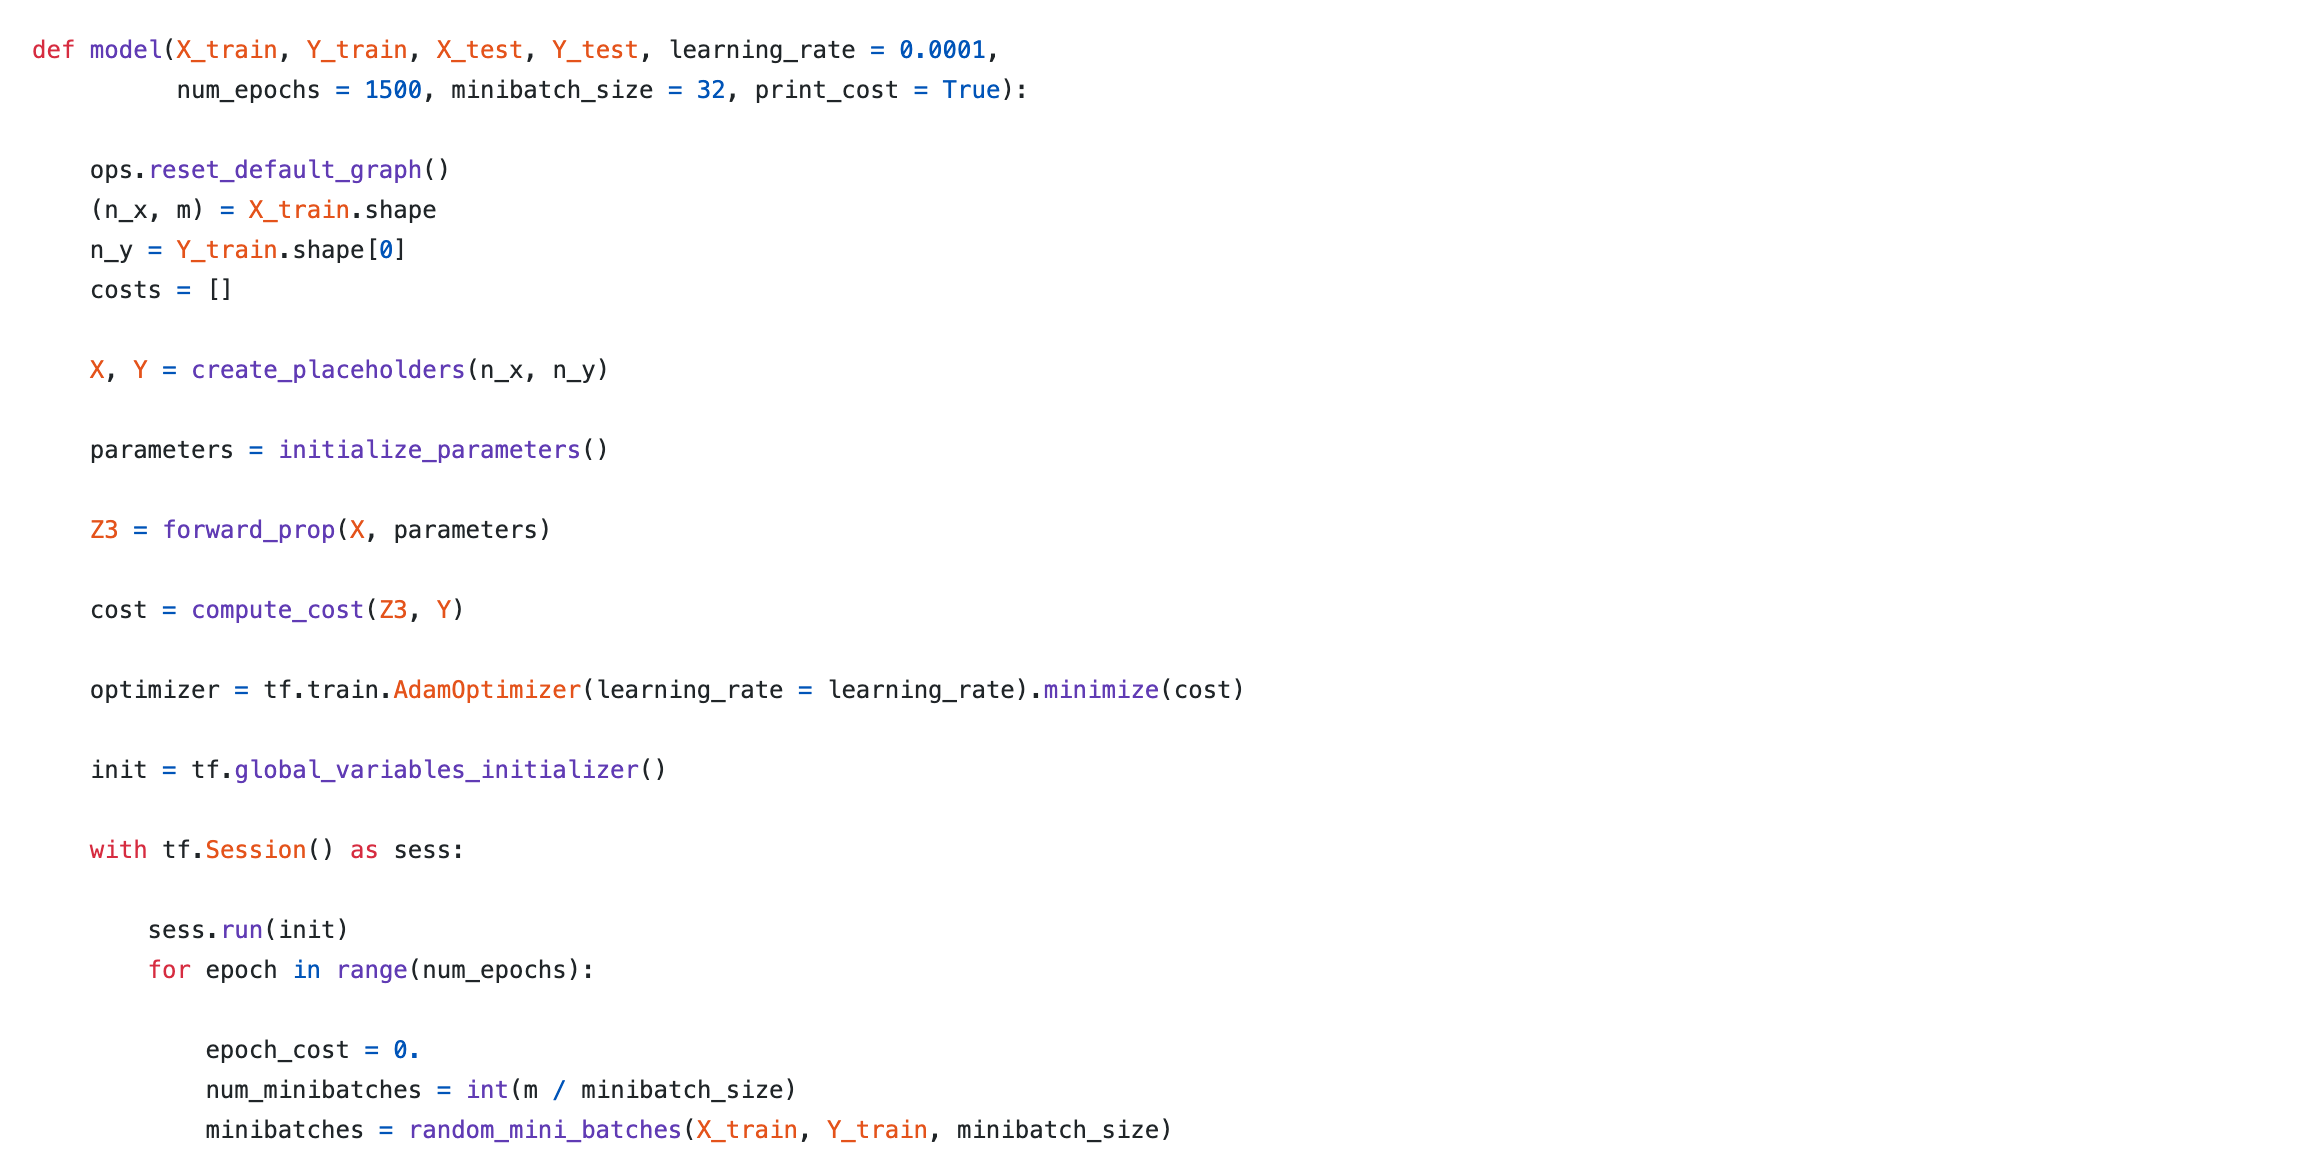 def model(X_train, Y_train, X_test, Y_test, learning_rate = 0.0001,
          num_epochs = 1500, minibatch_size = 32, print_cost = True):
    ops.reset_default_graph()
    (n_x, m) = X_train.shape
    n_y = Y_train.shape[0]
    costs = []
    X, Y = create_placeholders(n_x, n_y)
    parameters = initialize_parameters()
    Z3 = forward_prop(X, parameters)
    cost = compute_cost(Z3, Y)
    optimizer = tf.train.AdamOptimizer(learning_rate = learning_rate).minimize(cost)
    init = tf.global_variables_initializer()
    with tf.Session() as sess:
        sess.run(init)
        for epoch in range(num_epochs):
            epoch_cost = 0.
            num_minibatches = int(m / minibatch_size)
            minibatches = random_mini_batches(X_train, Y_train, minibatch_size)